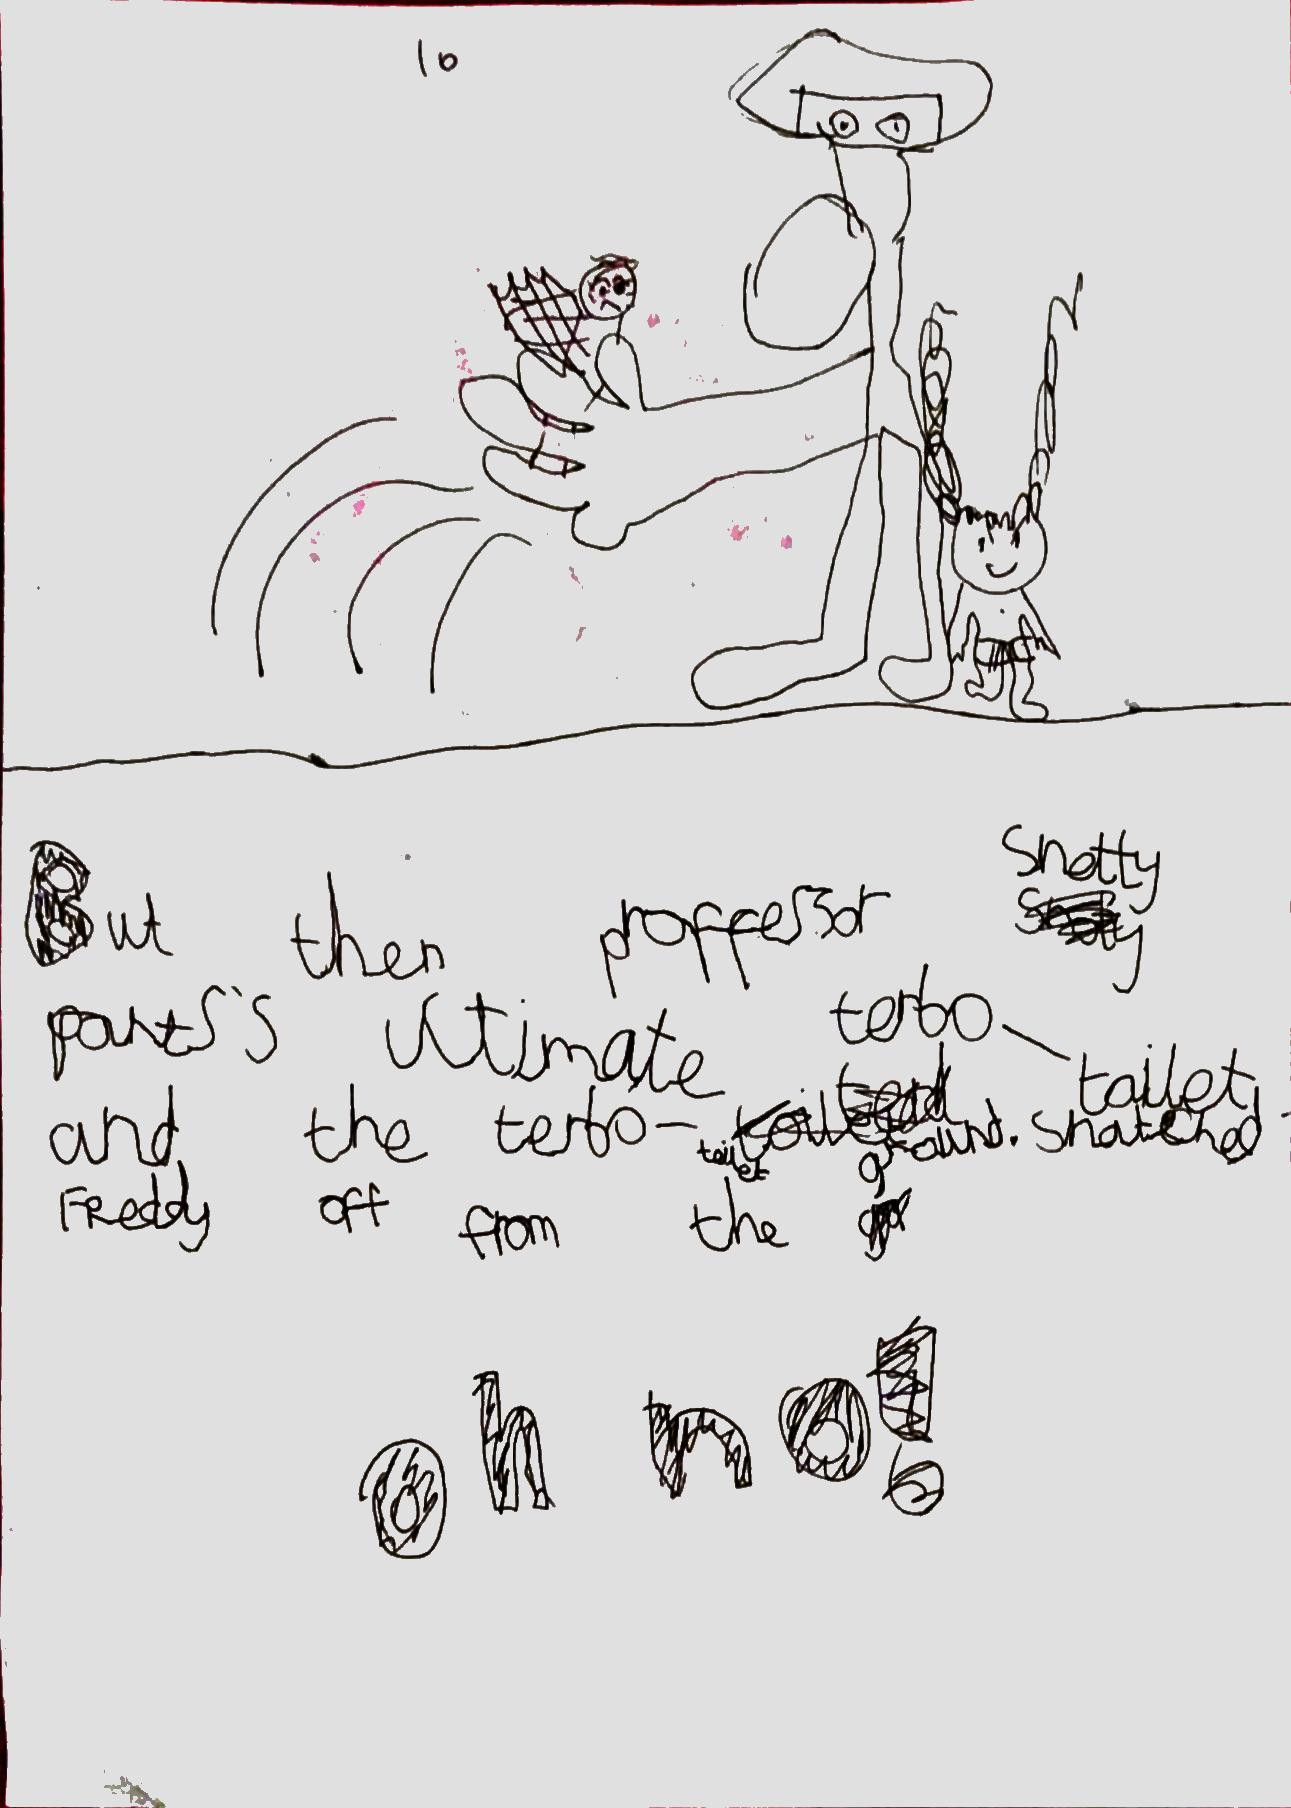 10
But then proffessor Snotty
pants's Ultimate terbo-tailet,
and the terbo-tailet snatched
Freddy off from the ground.
oh no!